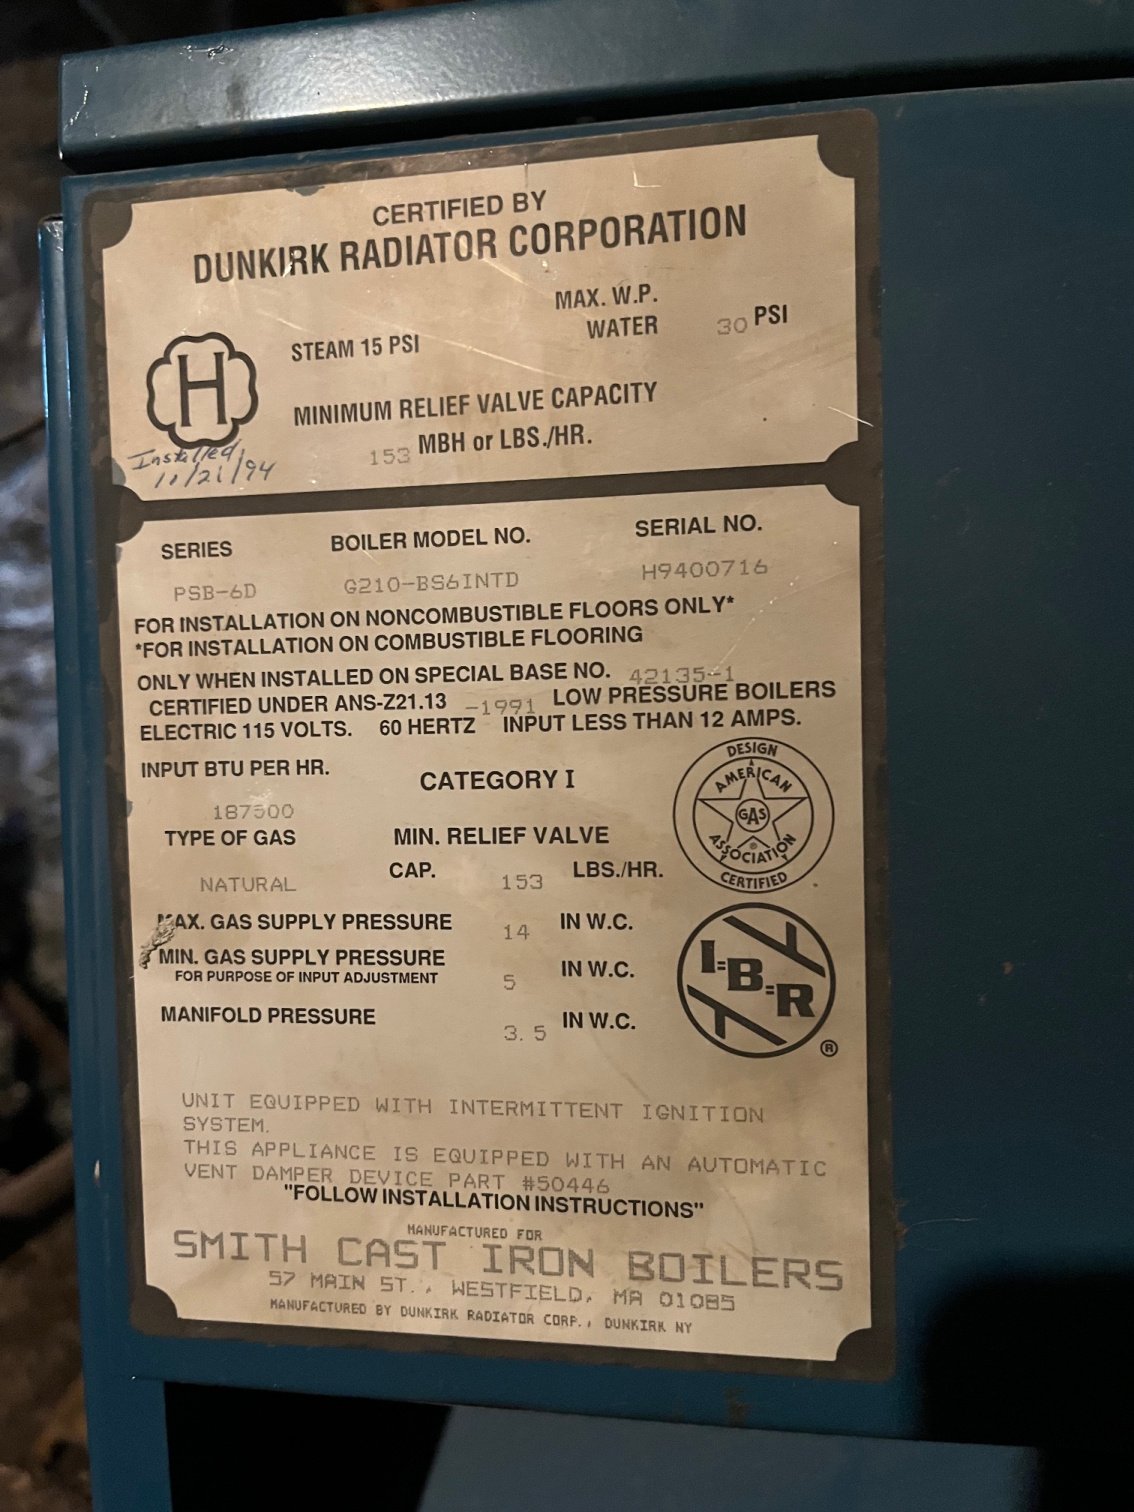 CERTIFIED BY
DUNKIRK RADIATOR CORPORATION
MAX. W.P.
STEAM 15 PSI WATER 30 PSI
H
MINIMUM RELIEF VALVE CAPACITY
153 MBH or LBS./HR.
Installed
10/21/94
SERIES BOILER MODEL NO. SERIAL NO.
PSB-6D G210-BS6INTD H9400716
FOR INSTALLATION ON NONCOMBUSTIBLE FLOORS ONLY*
*FOR INSTALLATION ON COMBUSTIBLE FLOORING
ONLY WHEN INSTALLED ON SPECIAL BASE NO. 42135-1
CERTIFIED UNDER ANS-Z21.13 -1991 LOW PRESSURE BOILERS
ELECTRIC 115 VOLTS. 60 HERTZ INPUT LESS THAN 12 AMPS.
INPUT BTU PER HR. CATEGORY I
187500
TYPE OF GAS MIN. RELIEF VALVE
NATURAL CAP. 153 LBS./HR.
DESIGN
AMERICAN
GAS
ASSOCIATION
®
CERTIFIED
MAX. GAS SUPPLY PRESSURE 14 IN W.C.
MIN. GAS SUPPLY PRESSURE 5 IN W.C.
FOR PURPOSE OF INPUT ADJUSTMENT
MANIFOLD PRESSURE 3.5 IN W.C.
I=B=R
®
UNIT EQUIPPED WITH INTERMITTENT IGNITION
SYSTEM.
THIS APPLIANCE IS EQUIPPED WITH AN AUTOMATIC
VENT DAMPER DEVICE PART #50446
"FOLLOW INSTALLATION INSTRUCTIONS"
MANUFACTURED FOR
SMITH CAST IRON BOILERS
57 MAIN ST., WESTFIELD, MA 01085
MANUFACTURED BY DUNKIRK RADIATOR CORP., DUNKIRK NY